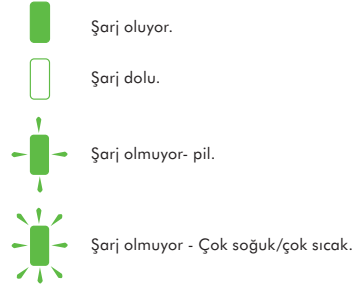 Şarj oluyor.
Şarj dolu.
Şarj olmuyor- pil.
Şarj olmuyor - Çok soğuk/çok sıcak.